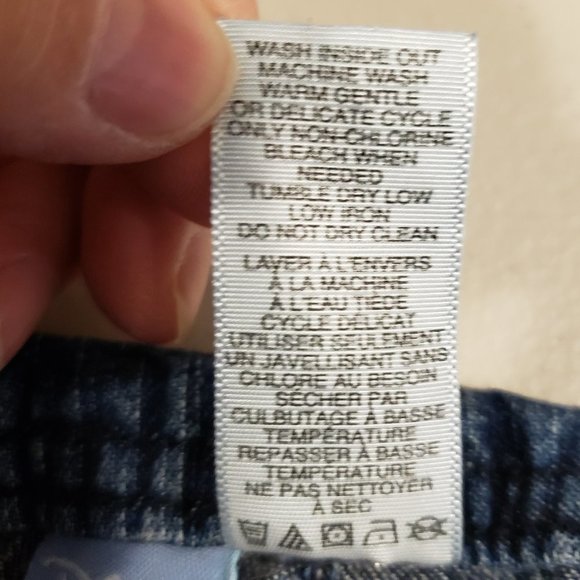 WASH INSIDE OUT
MACHINE WASH
WARM GENTLE
OR DELICATE CYCLE
ONLY NON-CHLORINE
BLEACH WHEN
NEEDED
TUMBLE DRY LOW
LOW IRON
DO NOT DRY CLEAN
LAVER À L'ENVERS
À LA MACHINE
À L'EAU TIÈDE
CYCLE DÉLICAT
UTILISER SEULEMENT
UN JAVELLISANT SANS
CHLORE AU BESOIN
SÉCHER PAR
CULBUTAGE À BASSE
TEMPÉRATURE
REPASSER À BASSE
TEMPÉRATURE
NE PAS NETTOYER
À SEC